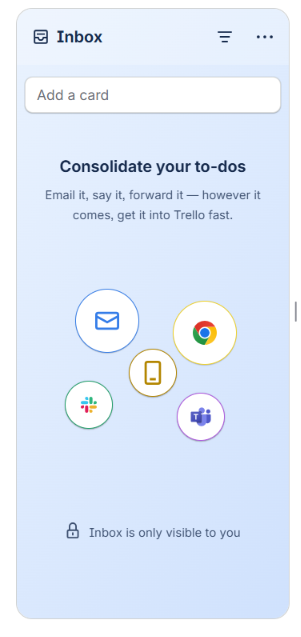 Inbox
Add a card
Consolidate your to-dos
Email it, say it, forward it — however it
comes, get it into Trello fast.
T
Inbox is only visible to you